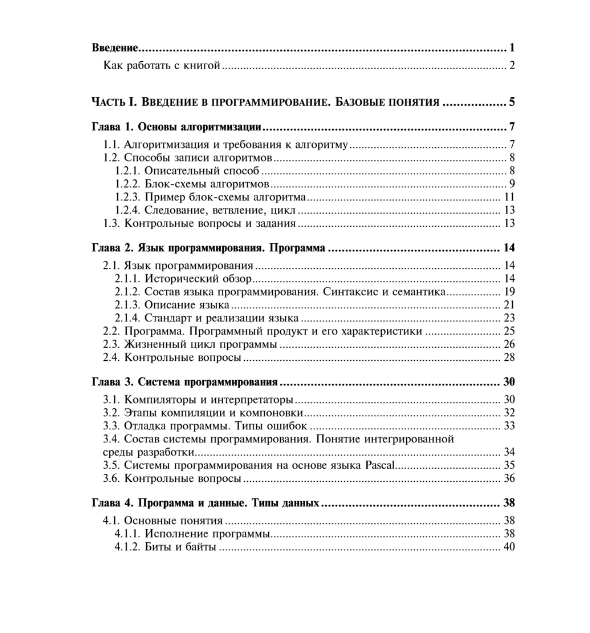 Введение 1
Как работать с книгой 2
Часть I. Введение в программирование. Базовые понятия 5
Глава 1. Основы алгоритмизации 7
1.1. Алгоритмизация и требования к алгоритму 7
1.2. Способы записи алгоритмов 8
1.2.1. Описательный способ 8
1.2.2. Блок-схемы алгоритмов 9
1.2.3. Пример блок-схемы алгоритма 11
1.2.4. Следование, ветвление, цикл 13
1.3. Контрольные вопросы и задания 13
Глава 2. Язык программирования. Программа 14
2.1. Язык программирования 14
2.1.1. Исторический обзор 14
2.1.2. Состав языка программирования. Синтаксис и семантика 19
2.1.3. Описание языка 21
2.1.4. Стандарт и реализации языка 23
2.2. Программа. Программный продукт и его характеристики 25
2.3. Жизненный цикл программы 26
2.4. Контрольные вопросы 28
Глава 3. Система программирования 30
3.1. Компиляторы и интерпретаторы 30
3.2. Этапы компиляции и компоновки 32
3.3. Отладка программы. Типы ошибок 33
3.4. Состав системы программирования. Понятие интегрированной
среды разработки 34
3.5. Системы программирования на основе языка Pascal 35
3.6. Контрольные вопросы 36
Глава 4. Программа и данные. Типы данных 38
4.1. Основные понятия 38
4.1.1. Исполнение программы 38
4.1.2. Биты и байты 40